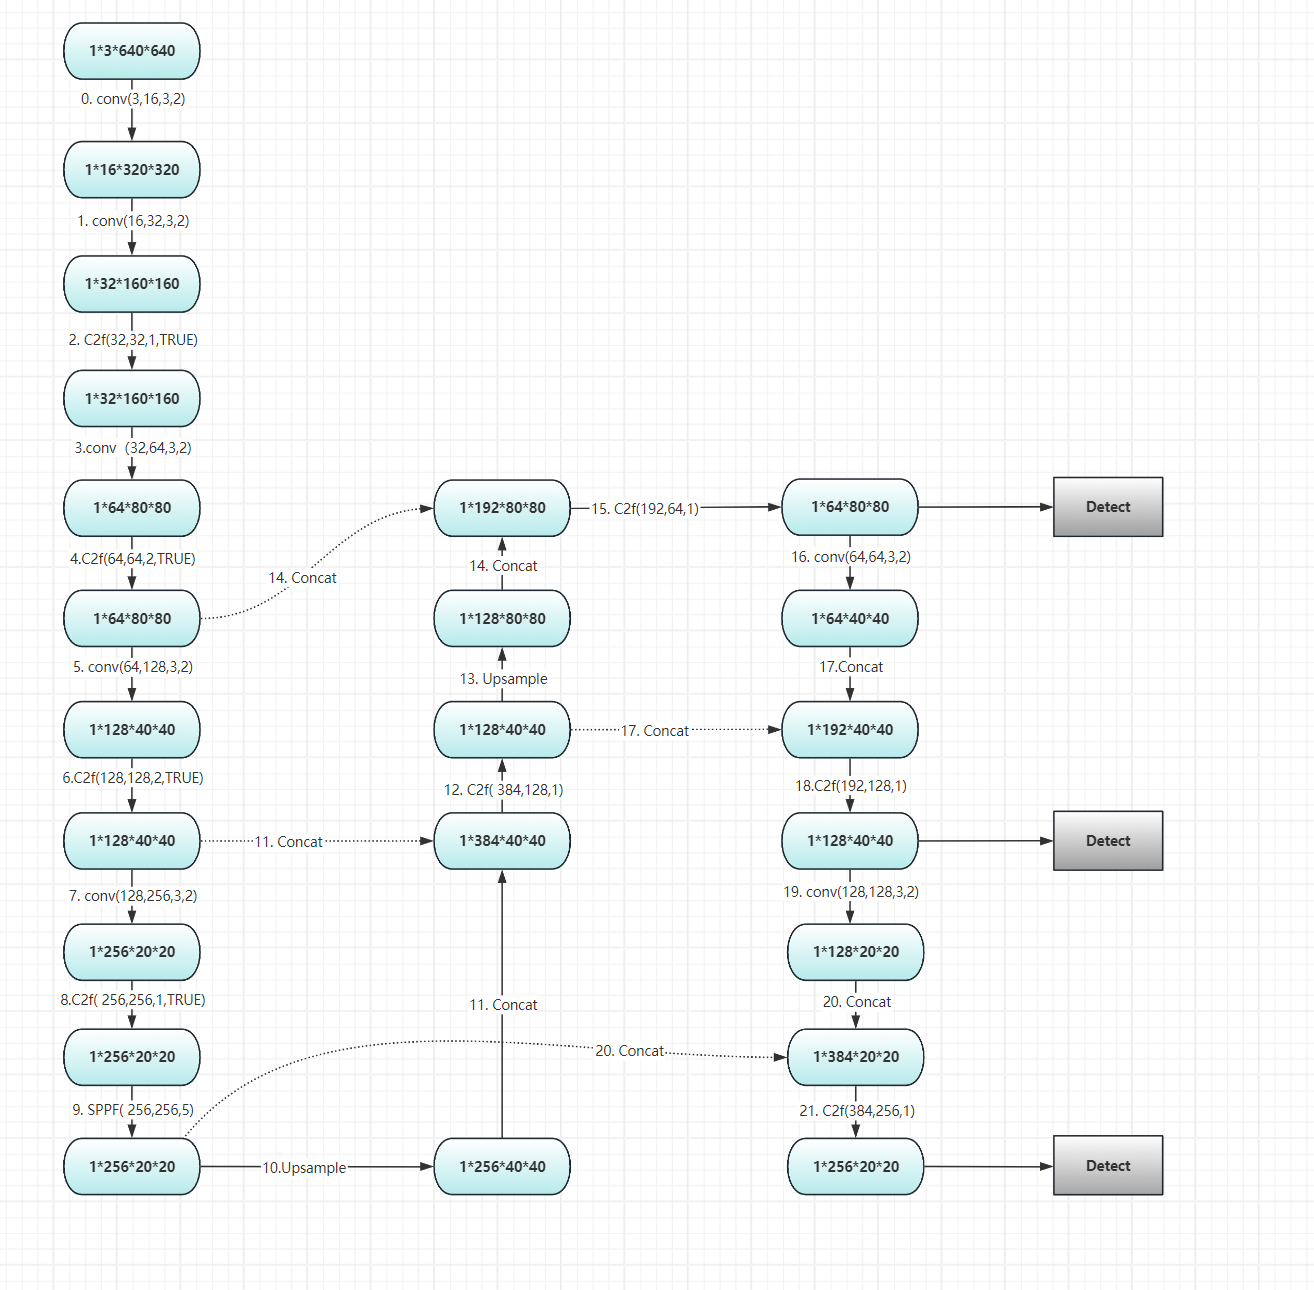 1*3*640*640
0. conv(3,16,3,2)
1*16*320*320
1. conv(16,32,3,2)
1*32*160*160
2. C2f(32,32,1,TRUE)
1*32*160*160
3.conv  (32,64,3,2)
1*64*80*80
4.C2f(64,64,2,TRUE)
1*64*80*80
5. conv(64,128,3,2)
1*128*40*40
6.C2f(128,128,2,TRUE)
1*128*40*40
7. conv(128,256,3,2)
1*256*20*20
8.C2f( 256,256,1,TRUE)
1*256*20*20
9. SPPF( 256,256,5)
1*256*20*20
10.Upsample
14. Concat
11. Concat
20. Concat
1*192*80*80
14. Concat
1*128*80*80
13. Upsample
1*128*40*40
12. C2f( 384,128,1)
1*384*40*40
11. Concat
1*256*40*40
15. C2f(192,64,1)
17. Concat
1*64*80*80
16. conv(64,64,3,2)
1*64*40*40
17.Concat
1*192*40*40
18.C2f(192,128,1)
1*128*40*40
19. conv(128,128,3,2)
1*128*20*20
20. Concat
1*384*20*20
21. C2f(384,256,1)
1*256*20*20
Detect
Detect
Detect